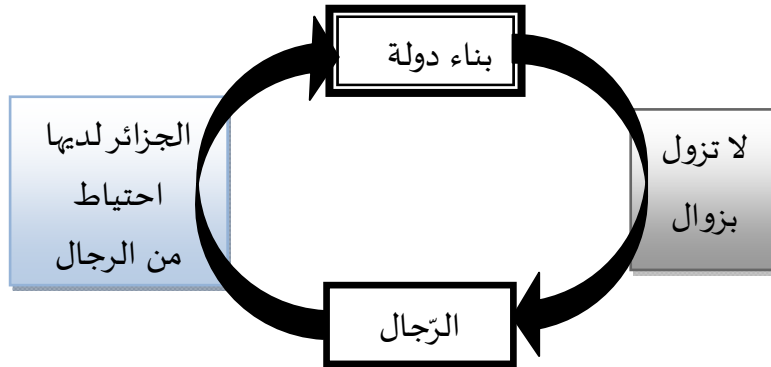 بناء دولة
لا تزول
بزوال
الرّجال
الجزائر لديها
احتياط
من الرجال